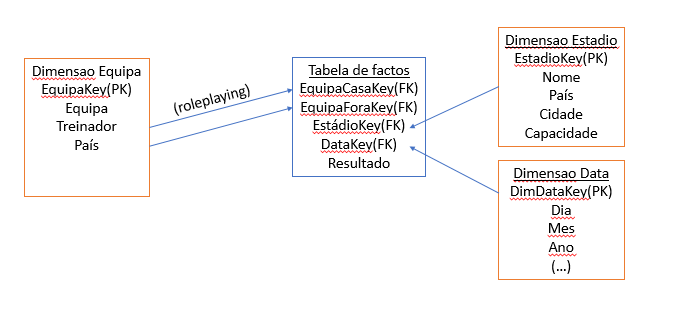 Dimensao Equipa
EquipaKey(PK)
Equipa
Treinador
País
(roleplaying)
Tabela de factos
EquipaCasaKey(FK)
EquipaForaKey(FK)
EstádioKey(FK)
DataKey(FK)
Resultado
Dimensao Estadio
EstadioKey(PK)
Nome
País
Cidade
Capacidade
Dimensao Data
DimDataKey(PK)
Dia
Mes
Ano
(...)